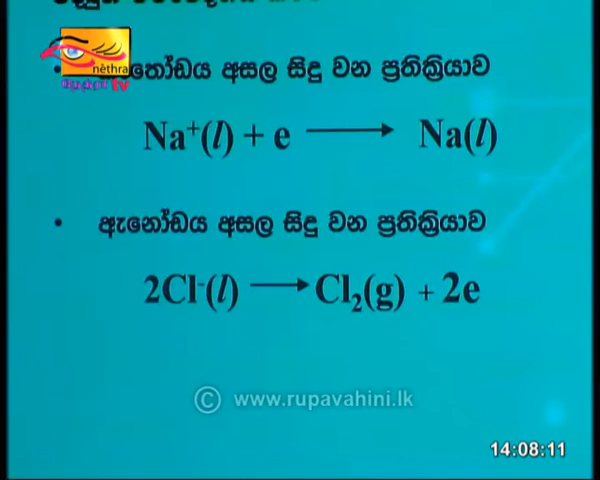 nethra
tv
• තෝඩය අසල සිදු වන ප්‍රතික්‍රියාව
Na⁺(l) + e ⟶ Na(l)
• ඇනෝඩය අසල සිදු වන ප්‍රතික්‍රියාව
2Cl⁻(l) ⟶ Cl₂(g) + 2e
© www.rupavahini.lk
14:08:11